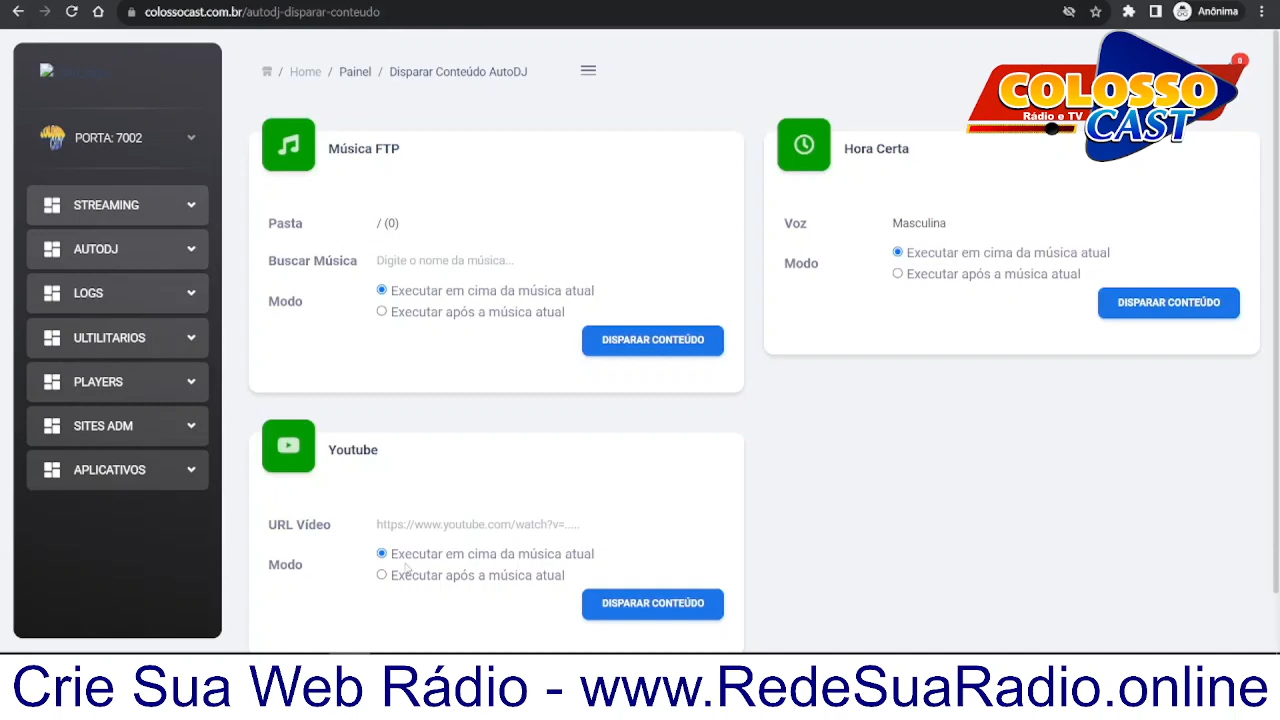 colossocast.com.br/autodj-disparar-conteudo
Anônima
/ Home / Painel / Disparar Conteúdo AutoDJ
8
COLOSSO
Rádio e TV
CAST
PORTA: 7002
STREAMING
AUTODJ
LOGS
ULTILITARIOS
PLAYERS
SITES ADM
APLICATIVOS
Música FTP
Pasta
/ (0)
Buscar Música
Digite o nome da música...
Modo
Executar em cima da música atual
Executar após a música atual
DISPARAR CONTEÚDO
Hora Certa
Voz
Masculina
Modo
Executar em cima da música atual
Executar após a música atual
DISPARAR CONTEÚDO
Youtube
URL Vídeo
https://www.youtube.com/watch?v=.....
Modo
Executar em cima da música atual
Executar após a música atual
DISPARAR CONTEÚDO
Crie Sua Web Rádio - www.RedeSuaRadio.online